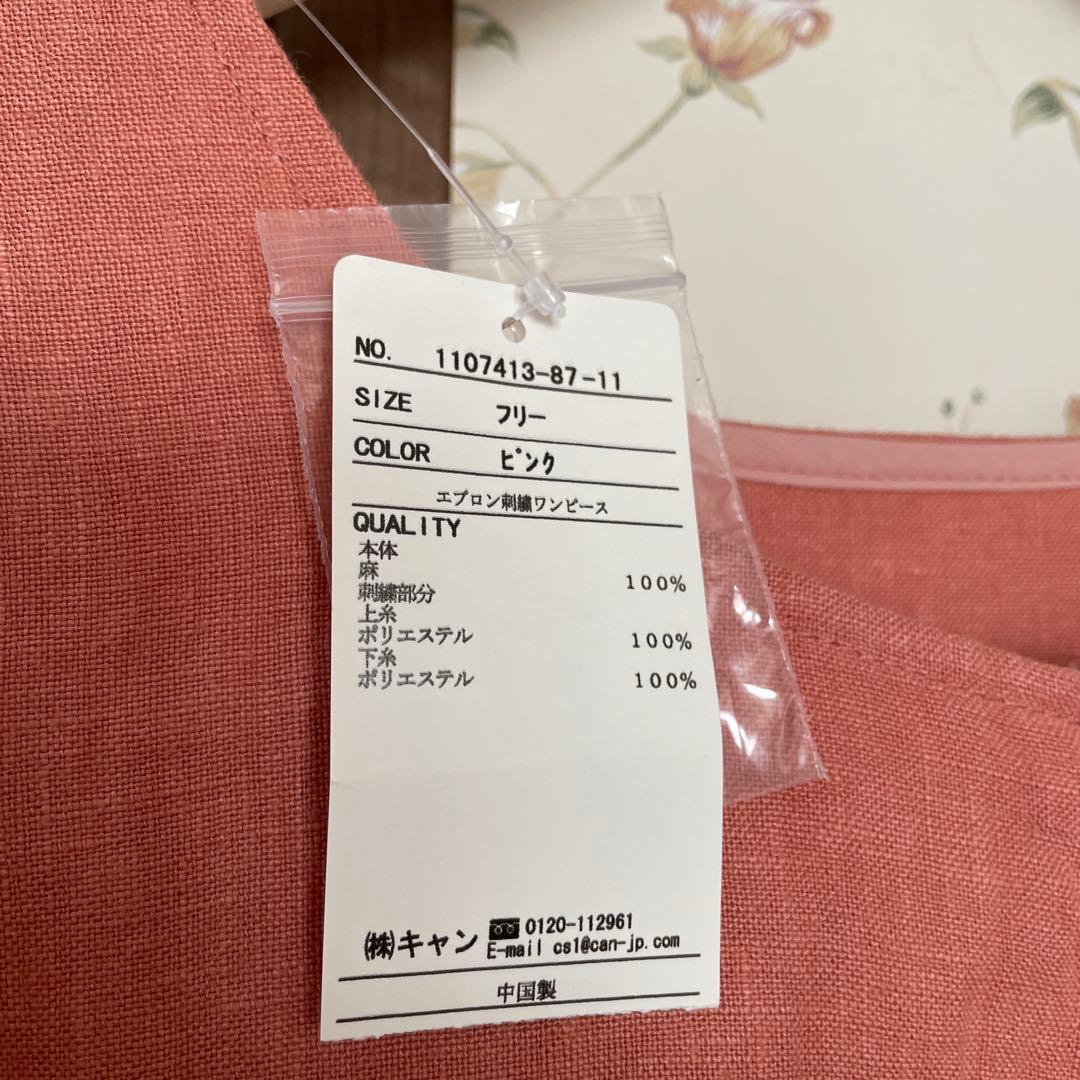 NO. 1107413-87-11
SIZE フリー
COLOR ピンク
エプロン刺繍ワンピース
QUALITY
本体
麻 100%
刺繍部分
上糸
ポリエステル 100%
下糸
ポリエステル 100%
㈱キャン 0120-112961
E-mail cs1@can-jp.com
中国製